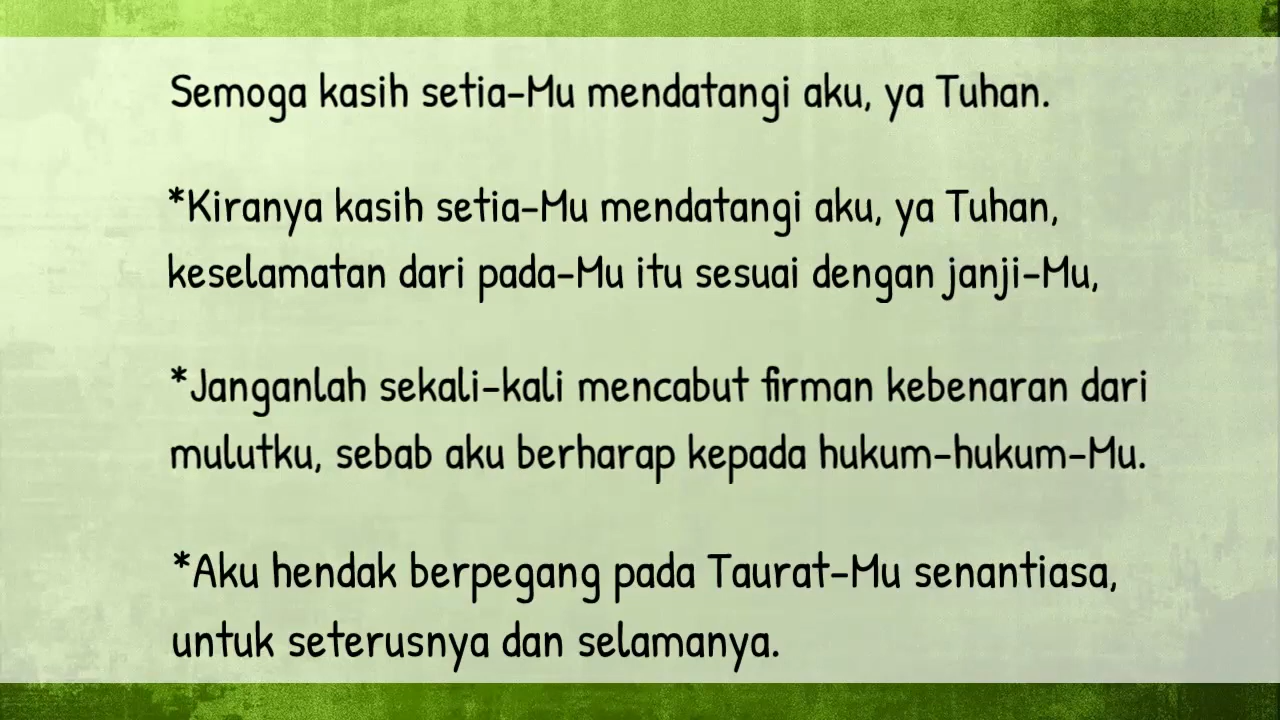 Semoga kasih setia-Mu mendatangi aku, ya Tuhan.
*Kiranya kasih setia-Mu mendatangi aku, ya Tuhan,
keselamatan dari pada-Mu itu sesuai dengan janji-Mu,
*Janganlah sekali-kali mencabut firman kebenaran dari
mulutku, sebab aku berharap kepada hukum-hukum-Mu.
*Aku hendak berpegang pada Taurat-Mu senantiasa,
untuk seterusnya dan selamanya.